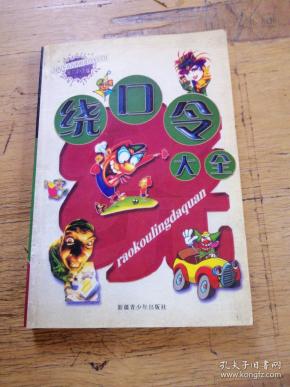 绕口令
大全
raokoulingdaquan
新疆青少年出版社
孔夫子旧书网